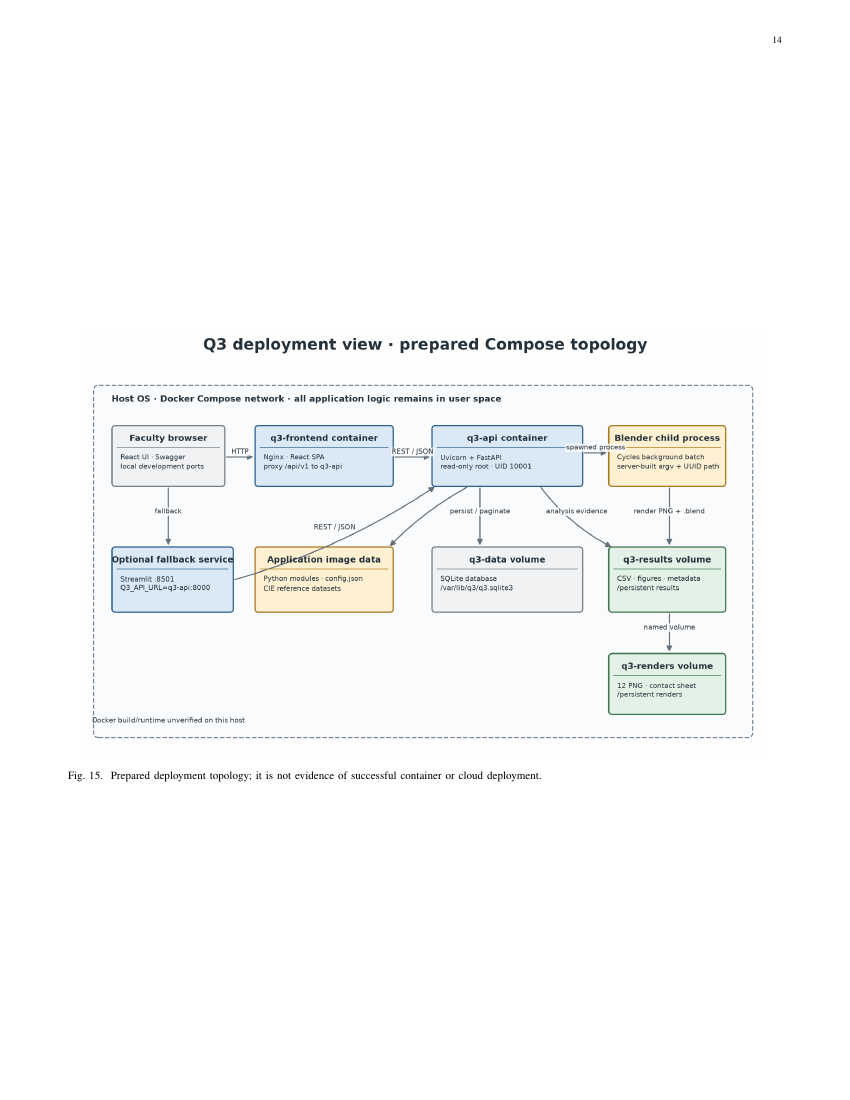 14
Q3 deployment view · prepared Compose topology
Host OS · Docker Compose network · all application logic remains in user space
Faculty browser
React UI · Swagger
local development ports
HTTP
q3-frontend container
Nginx · React SPA
proxy /api/v1 to q3-api
REST / JSON
q3-api container
Uvicorn + FastAPI
read-only root · UID 10001
spawned process
Blender child process
Cycles background batch
server-built argv + UUID path
fallback
REST / JSON
persist / paginate
analysis evidence
render PNG + .blend
Optional fallback service
Streamlit :8501
Q3_API_URL=q3-api:8000
Application image data
Python modules · config.json
CIE reference datasets
q3-data volume
SQLite database
/var/lib/q3/q3.sqlite3
q3-results volume
CSV · figures · metadata
/persistent results
named volume
q3-renders volume
12 PNG · contact sheet
/persistent renders
Docker build/runtime unverified on this host
Fig. 15. Prepared deployment topology; it is not evidence of successful container or cloud deployment.